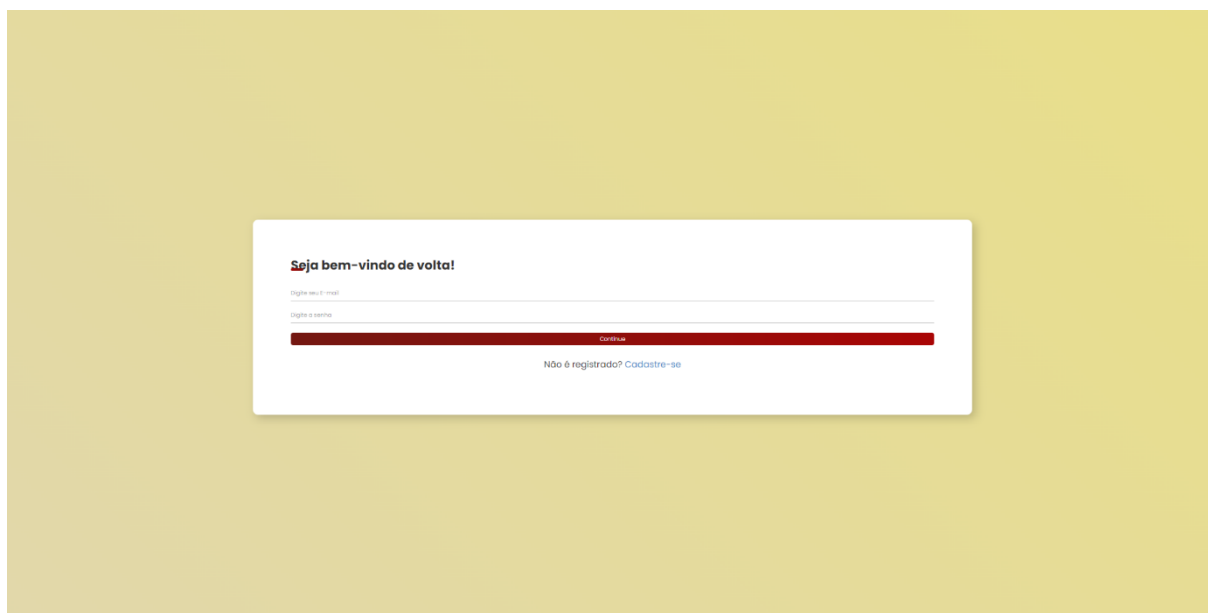 Seja bem-vindo de volta!
Digite seu E-mail
Digite a senha
Continue
Não é registrado? Cadastre-se